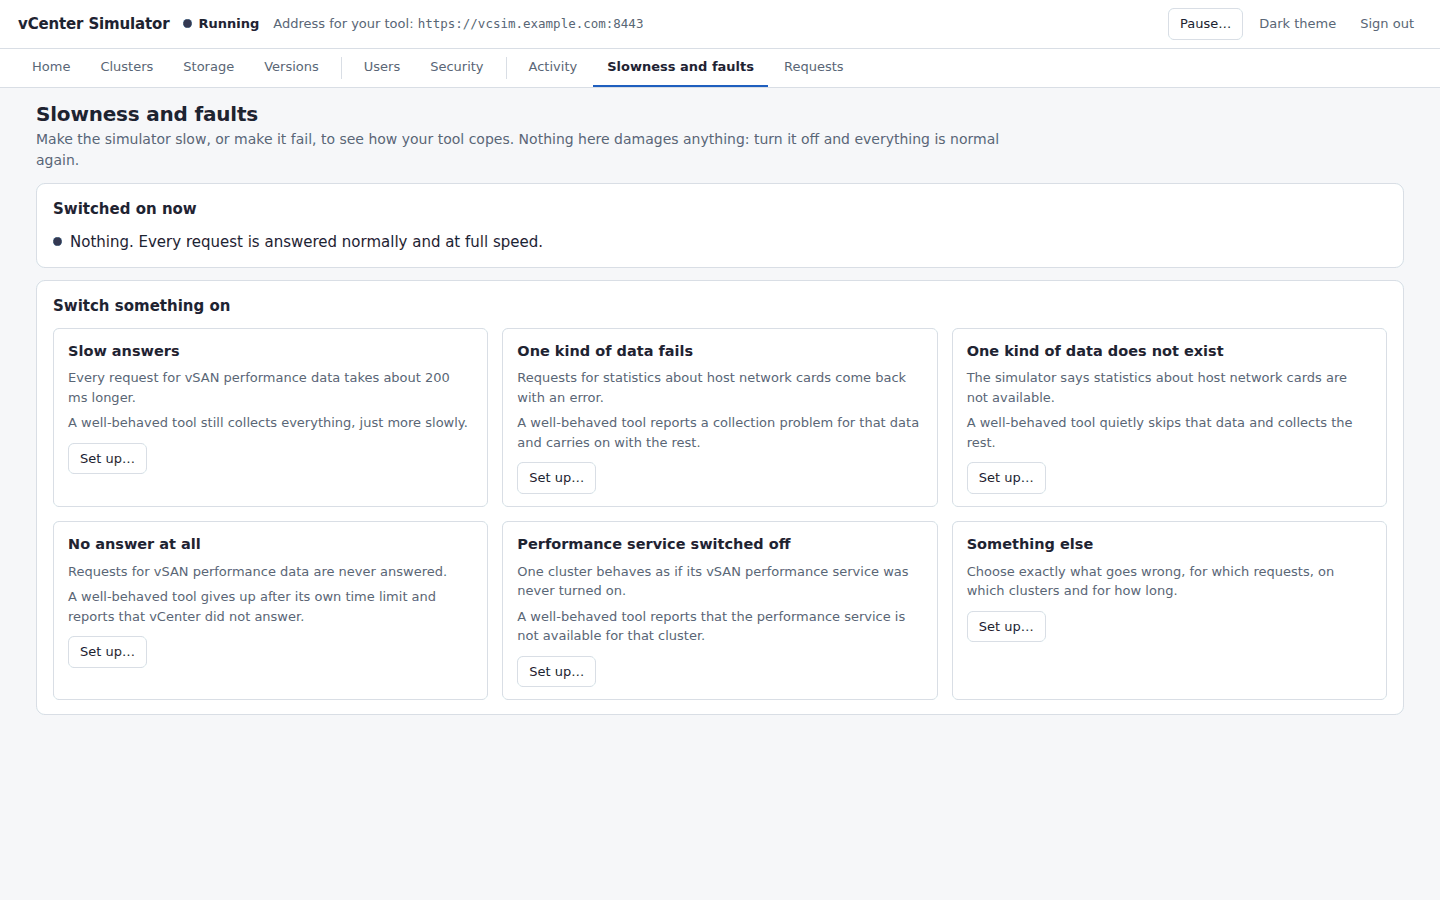 vCenter Simulator
Running
Address for your tool: https://vcsim.example.com:8443
Pause...
Dark theme
Sign out
Home
Clusters
Storage
Versions
Users
Security
Activity
Slowness and faults
Requests
Slowness and faults
Make the simulator slow, or make it fail, to see how your tool copes. Nothing here damages anything: turn it off and everything is normal
again.
Switched on now
Nothing. Every request is answered normally and at full speed.
Switch something on
Slow answers
Every request for vSAN performance data takes about 200
ms longer.
A well-behaved tool still collects everything, just more slowly.
Set up...
One kind of data fails
Requests for statistics about host network cards come back
with an error.
A well-behaved tool reports a collection problem for that data
and carries on with the rest.
Set up...
One kind of data does not exist
The simulator says statistics about host network cards are
not available.
A well-behaved tool quietly skips that data and collects the
rest.
Set up...
No answer at all
Requests for vSAN performance data are never answered.
A well-behaved tool gives up after its own time limit and
reports that vCenter did not answer.
Set up...
Performance service switched off
One cluster behaves as if its vSAN performance service was
never turned on.
A well-behaved tool reports that the performance service is
not available for that cluster.
Set up...
Something else
Choose exactly what goes wrong, for which requests, on
which clusters and for how long.
Set up...